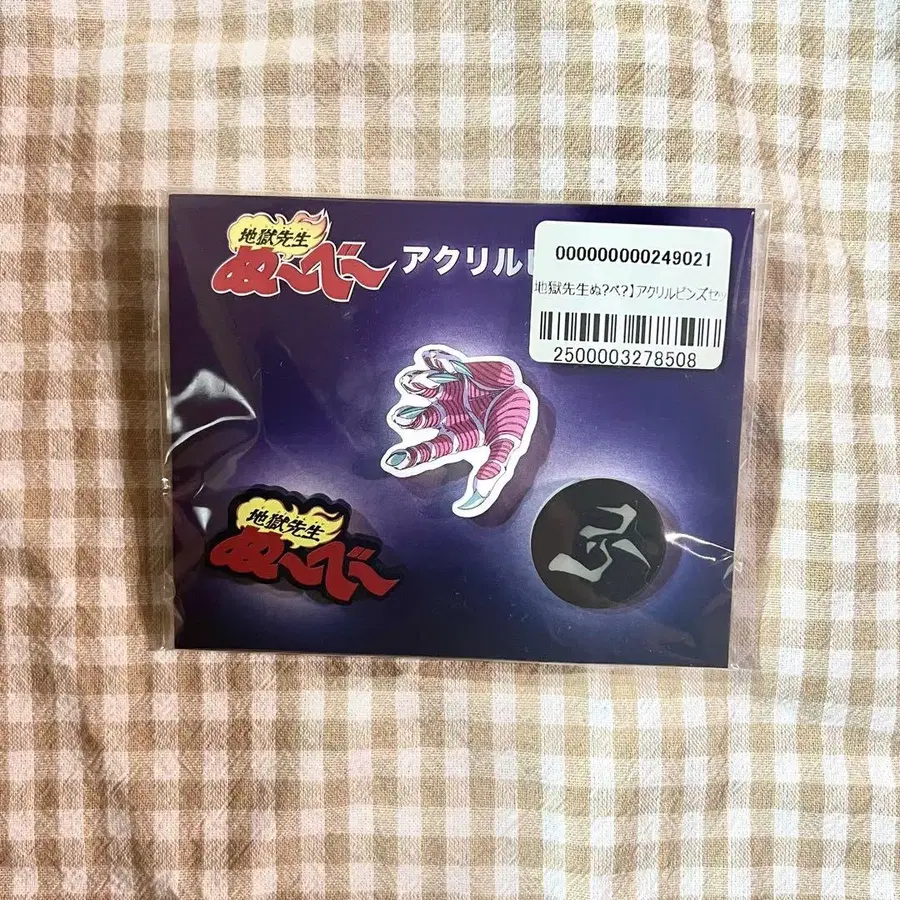 地獄先生
ぬ〜べ〜
アクリルピ
000000000249021
地獄先生ぬ?べ?】アクリルピンズセッ
2500003278508
地獄先生
ぬ〜べ〜